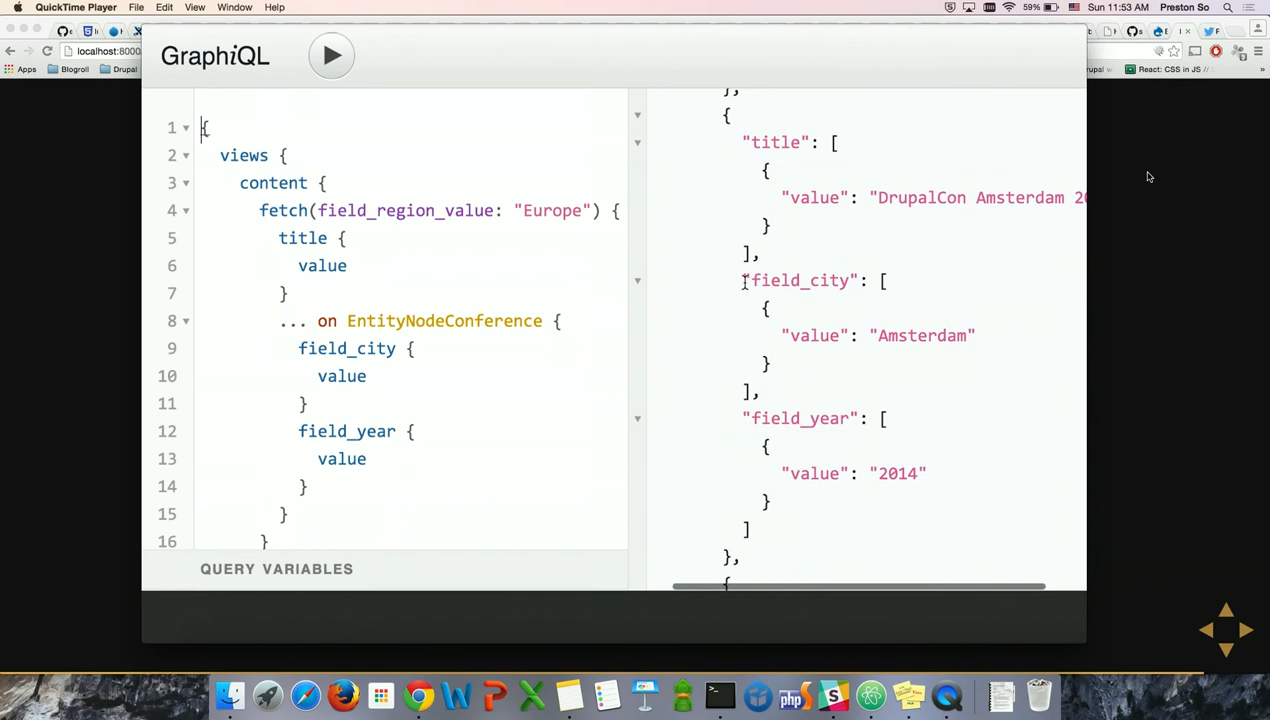 QuickTime Player File Edit View Window Help
59% Sun 11:53 AM Preston So
localhost:8000
Apps Blogroll Drupal
React: CSS in JS //
GraphiQL
1 {
2 views {
3 content {
4 fetch(field_region_value: "Europe") {
5 title {
6 value
7 }
8 ... on EntityNodeConference {
9 field_city {
10 value
11 }
12 field_year {
13 value
14 }
15 }
16 }
QUERY VARIABLES
},
{
"title": [
{
"value": "DrupalCon Amsterdam 20
}
],
"field_city": [
{
"value": "Amsterdam"
}
],
"field_year": [
{
"value": "2014"
}
]
},
{
php